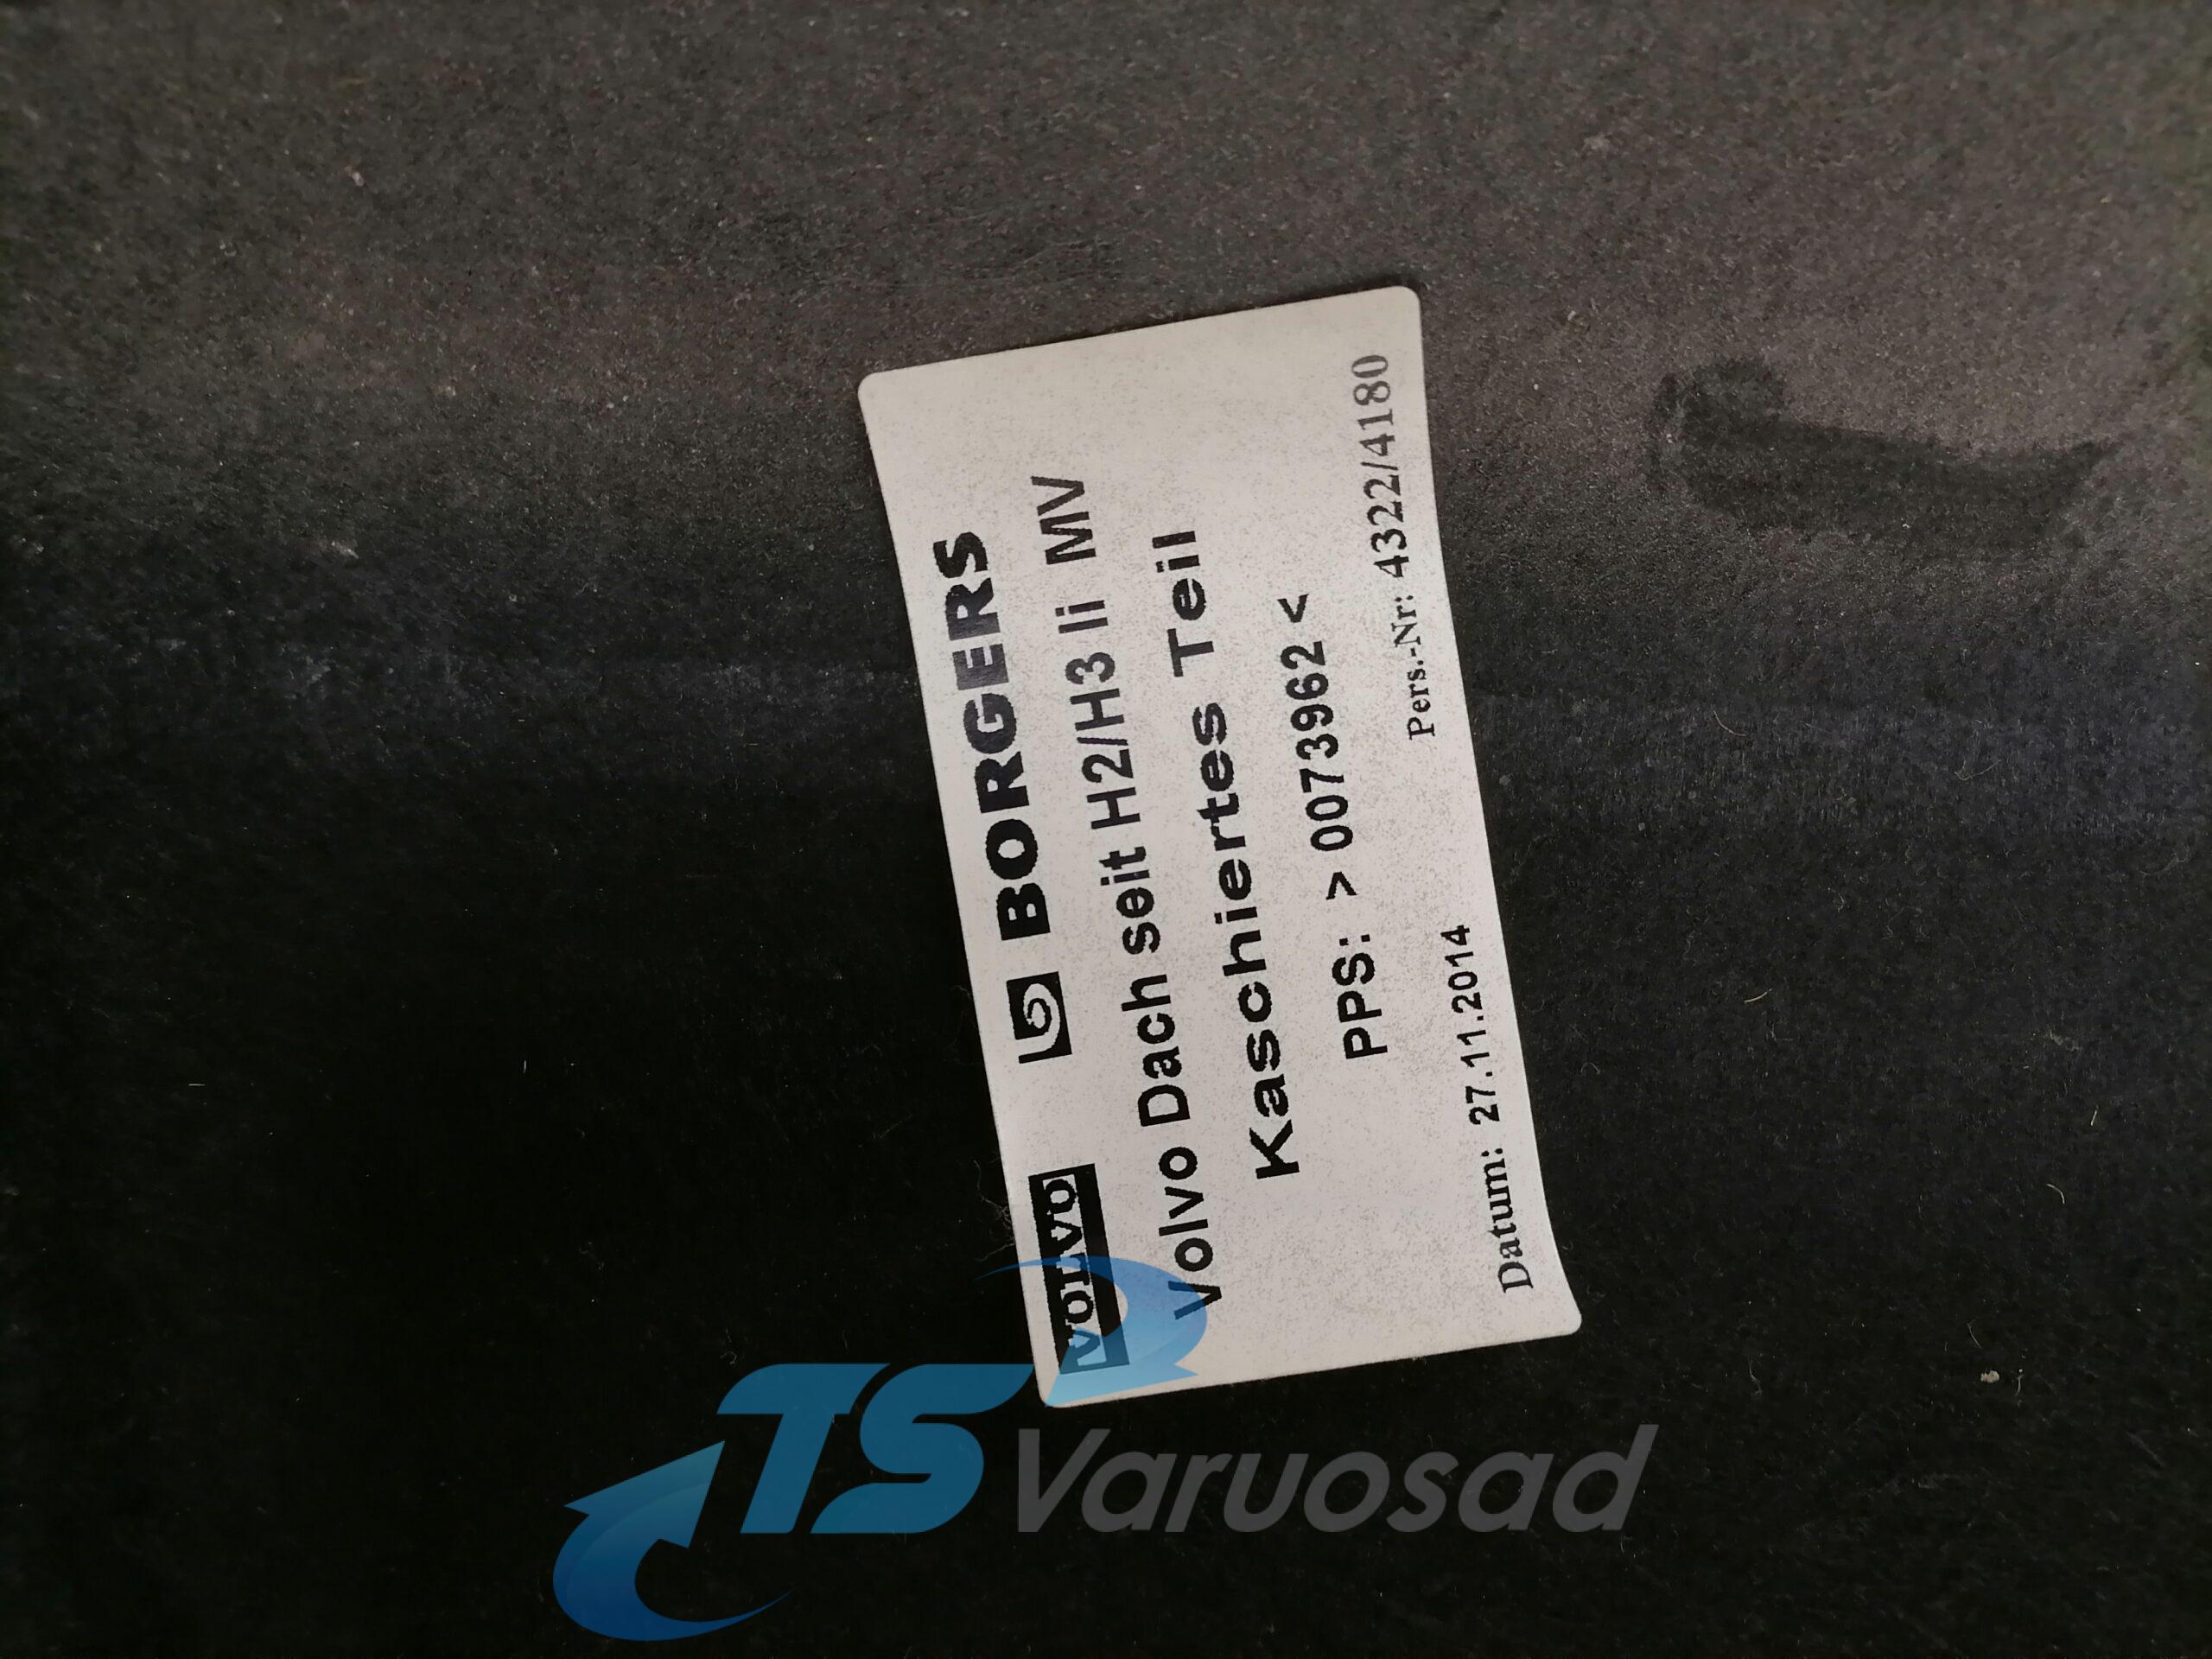 VOLVO BORGERS
Volvo Dach seit H2/H3 li MV
Kaschiertes Teil
PPS: > 0073962 <
Datum: 27.11.2014 Pers.-Nr: 4322/4180
TS Varuosad